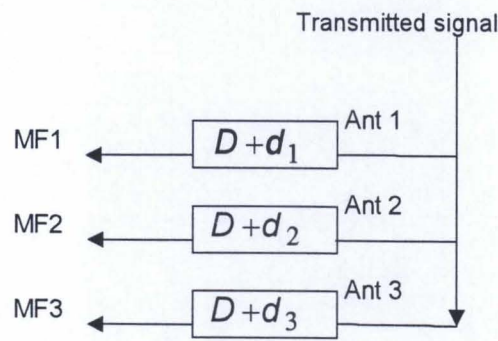 Transmitted signal
Ant 1
MF1
D+d₁
Ant 2
MF2
D+d₂
Ant 3
MF3
D+d₃